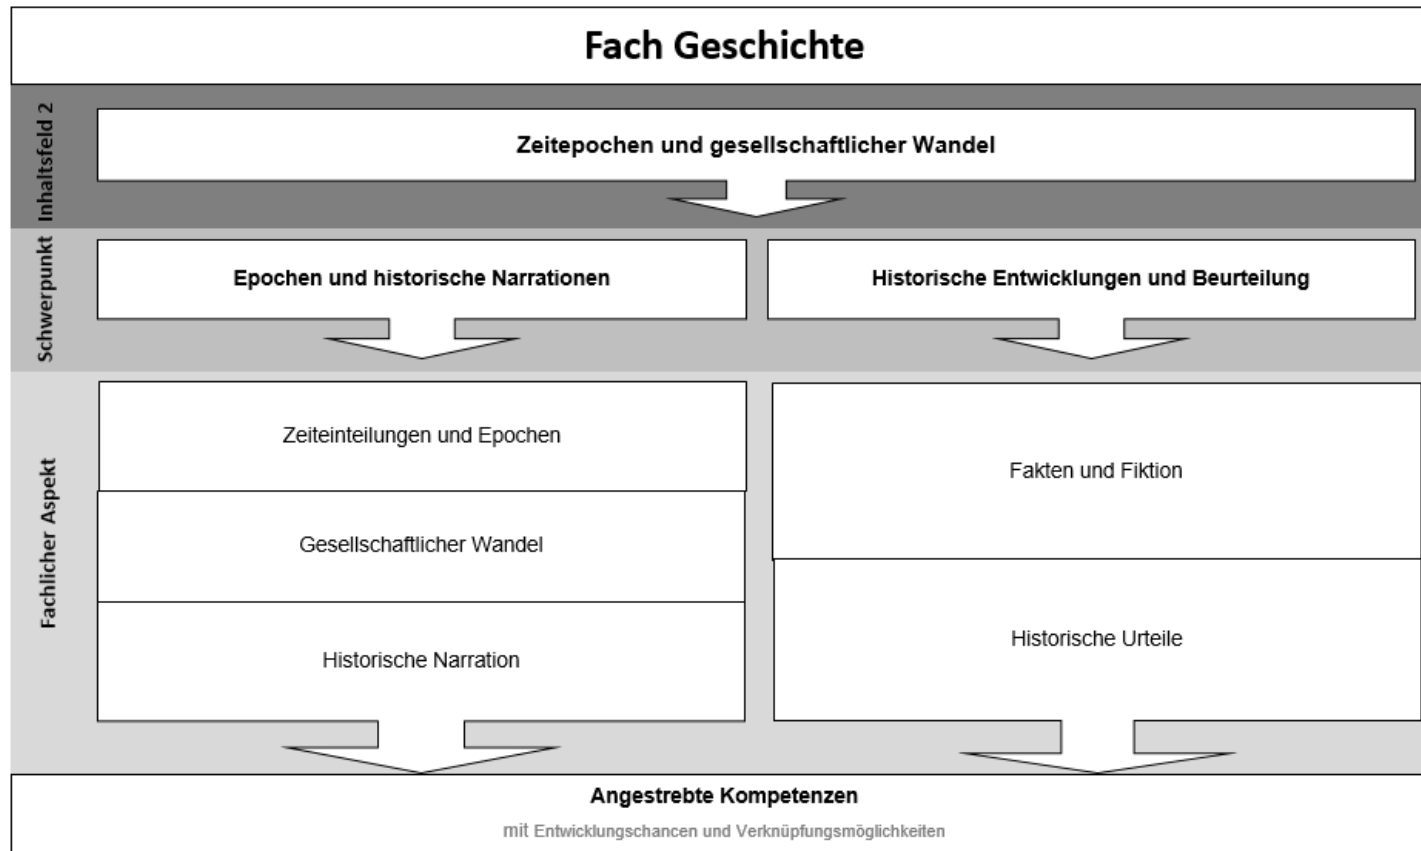 Fach Geschichte
Inhaltsfeld 2
Zeitepochen und gesellschaftlicher Wandel
Schwerpunkt
Epochen und historische Narrationen
Historische Entwicklungen und Beurteilung
Fachlicher Aspekt
Zeiteinteilungen und Epochen
Gesellschaftlicher Wandel
Historische Narration
Fakten und Fiktion
Historische Urteile
Angestrebte Kompetenzen
mit Entwicklungschancen und Verknüpfungsmöglichkeiten